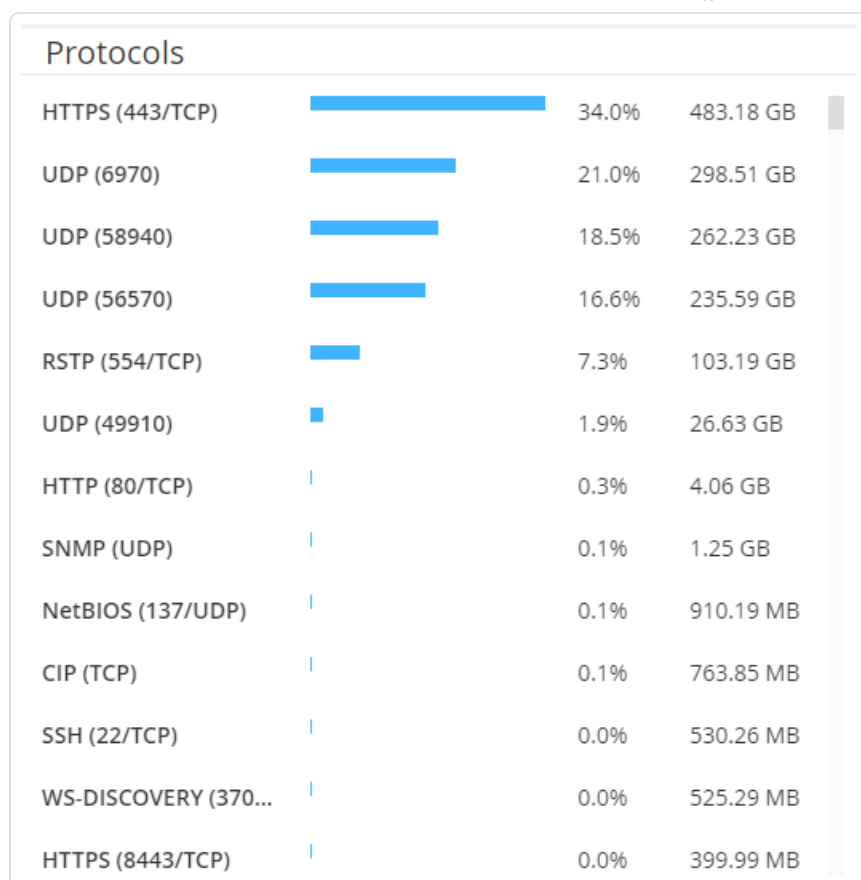 Protocols
HTTPS (443/TCP) 34.0% 483.18 GB
UDP (6970) 21.0% 298.51 GB
UDP (58940) 18.5% 262.23 GB
UDP (56570) 16.6% 235.59 GB
RSTP (554/TCP) 7.3% 103.19 GB
UDP (49910) 1.9% 26.63 GB
HTTP (80/TCP) 0.3% 4.06 GB
SNMP (UDP) 0.1% 1.25 GB
NetBIOS (137/UDP) 0.1% 910.19 MB
CIP (TCP) 0.1% 763.85 MB
SSH (22/TCP) 0.0% 530.26 MB
WS-DISCOVERY (370... 0.0% 525.29 MB
HTTPS (8443/TCP) 0.0% 399.99 MB